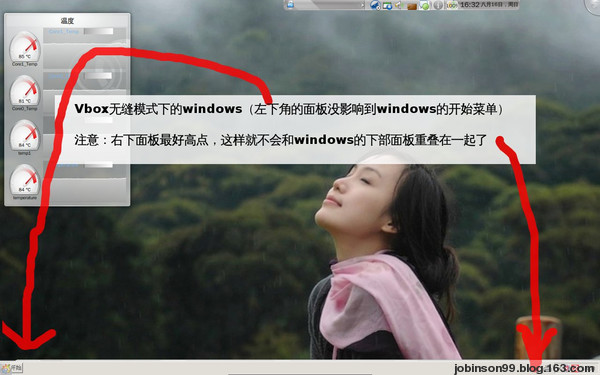 16:32 八月16日，周日
温度
85 ℃
Core1_Temp
81 ℃
Core0_Temp
84 ℃
temp1
84 ℃
temperature
Vbox无缝模式下的windows（左下角的面板没影响到windows的开始菜单）
注意：右下面板最好高点，这样就不会和windows的下部面板重叠在一起了
开始
jobinson99.blog.163.com